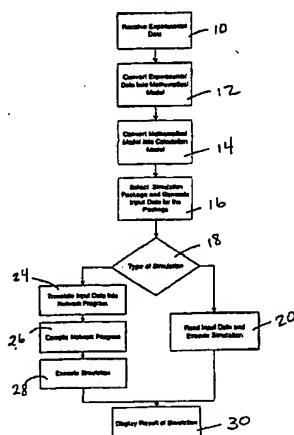 Receive Experimental
Data
10
Convert Experimental
Data Into Mathematical
Model
12
Convert Mathematical
Model Into Calculation
Model
14
Select Simulation
Package and Generate
Input Data for the
Package
16
Type of Simulation
18
24
Translate Input Data Into
Network Program
26
Compile Network Program
28
Execute Simulation
Read Input Data and
Execute Simulation
20
Display Result of Simulation
30